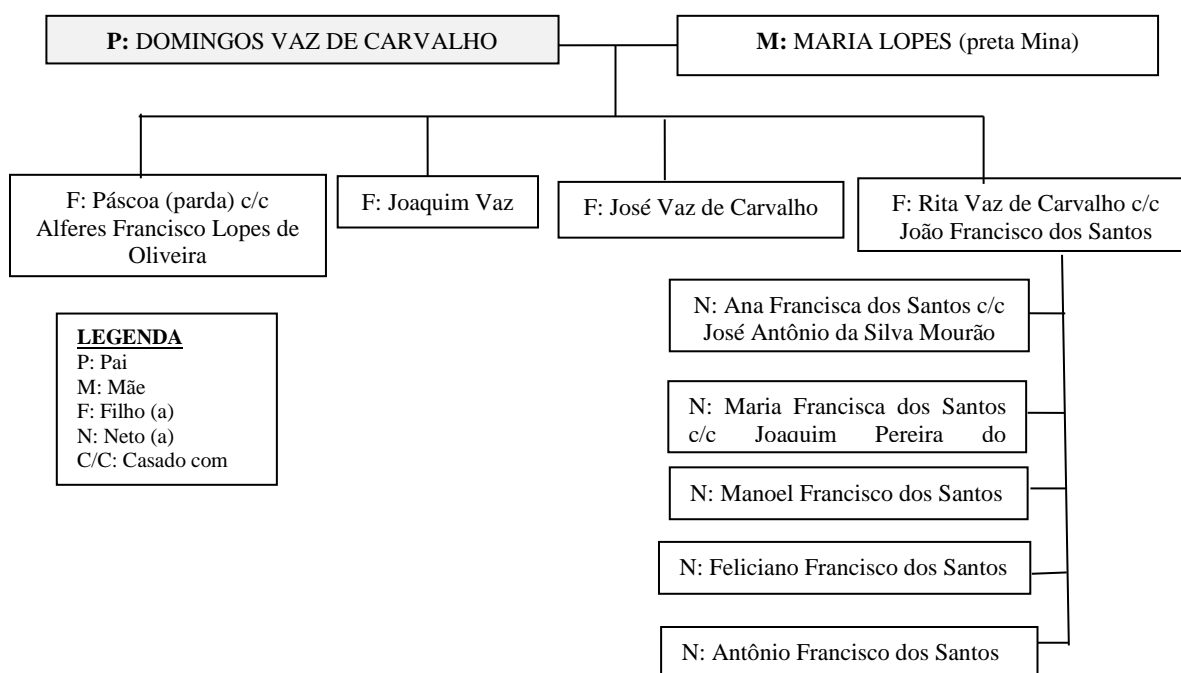 P: DOMINGOS VAZ DE CARVALHO
M: MARIA LOPES (preta Mina)
F: Páscoa (parda) c/c
Alferes Francisco Lopes de
Oliveira
F: Joaquim Vaz
F: José Vaz de Carvalho
F: Rita Vaz de Carvalho c/c
João Francisco dos Santos
N: Ana Francisca dos Santos c/c
José Antônio da Silva Mourão
N: Maria Francisca dos Santos
c/c Joaquim Pereira do
N: Manoel Francisco dos Santos
N: Feliciano Francisco dos Santos
N: Antônio Francisco dos Santos
LEGENDA
P: Pai
M: Mãe
F: Filho (a)
N: Neto (a)
C/C: Casado com